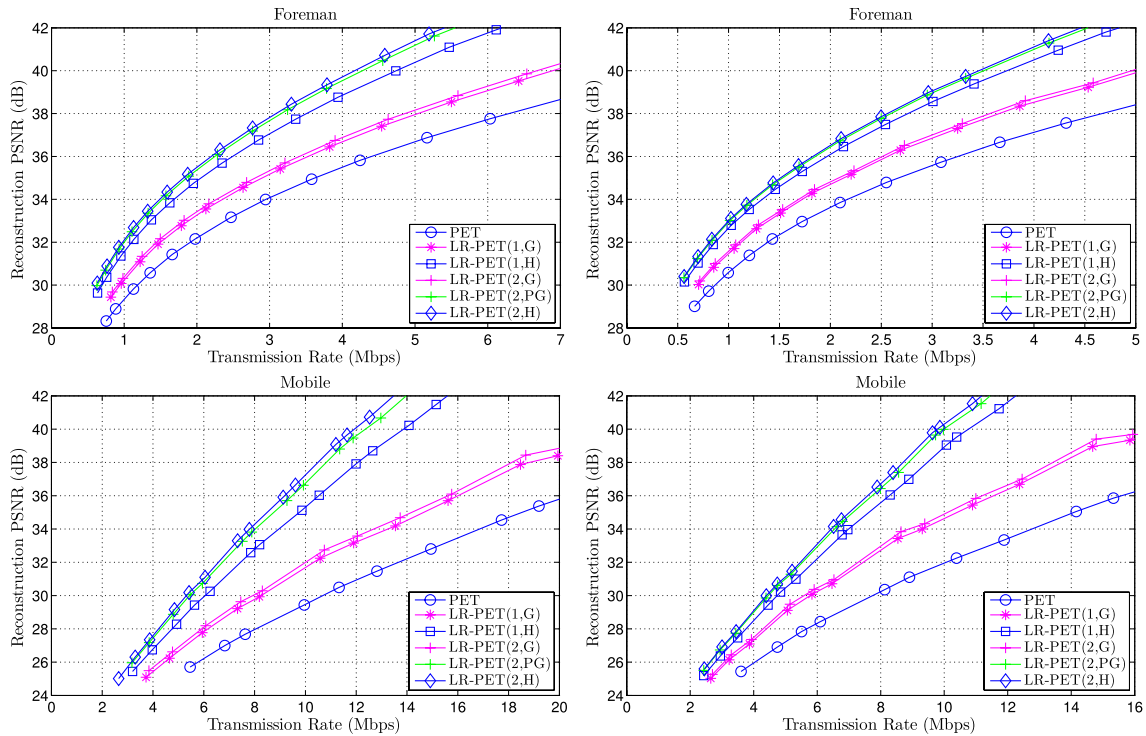 Foreman
42
40
38
36
34
32
30
28
Reconstruction PSNR (dB)
0 1 2 3 4 5 6 7
Transmission Rate (Mbps)
PET
LR-PET(1,G)
LR-PET(1,H)
LR-PET(2,G)
LR-PET(2,PG)
LR-PET(2,H)
Foreman
42
40
38
36
34
32
30
28
Reconstruction PSNR (dB)
0 0.5 1 1.5 2 2.5 3 3.5 4 4.5 5
Transmission Rate (Mbps)
PET
LR-PET(1,G)
LR-PET(1,H)
LR-PET(2,G)
LR-PET(2,PG)
LR-PET(2,H)
Mobile
42
40
38
36
34
32
30
28
26
24
Reconstruction PSNR (dB)
0 2 4 6 8 10 12 14 16 18 20
Transmission Rate (Mbps)
PET
LR-PET(1,G)
LR-PET(1,H)
LR-PET(2,G)
LR-PET(2,PG)
LR-PET(2,H)
Mobile
42
40
38
36
34
32
30
28
26
24
Reconstruction PSNR (dB)
0 2 4 6 8 10 12 14 16
Transmission Rate (Mbps)
PET
LR-PET(1,G)
LR-PET(1,H)
LR-PET(2,G)
LR-PET(2,PG)
LR-PET(2,H)